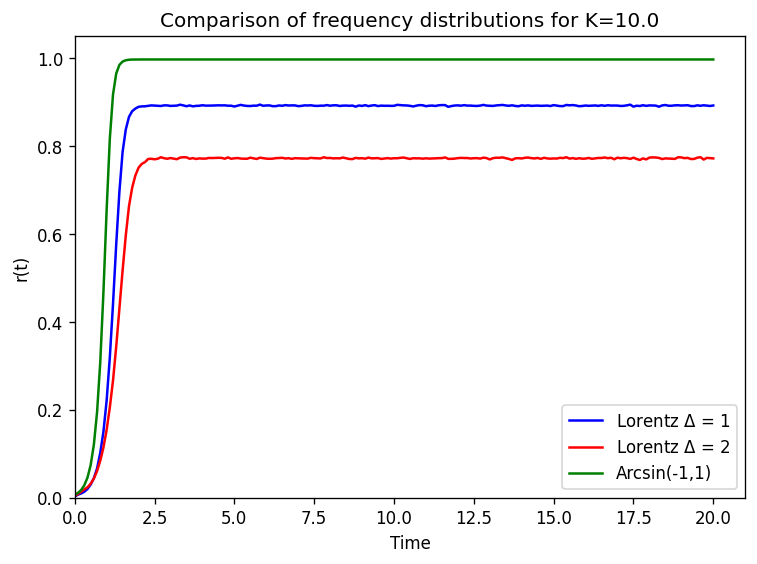 Comparison of frequency distributions for K=10.0
r(t)
1.0
0.8
0.6
0.4
0.2
0.0
0.0 2.5 5.0 7.5 10.0 12.5 15.0 17.5 20.0
Time
Lorentz Δ = 1
Lorentz Δ = 2
Arcsin(-1,1)